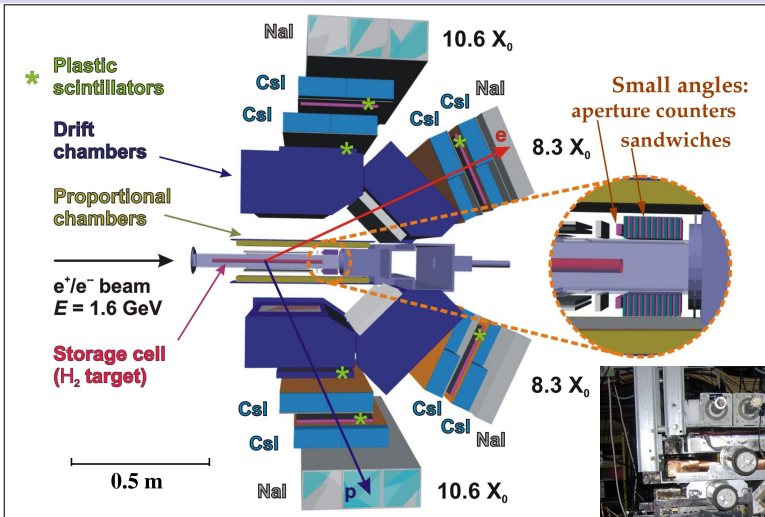 NaI
10.6 X₀
* Plastic
scintillators
CsI
CsI
CsI
CsI
NaI
Small angles:
aperture counters
sandwiches
Drift
chambers
e
8.3 X₀
Proportional
chambers
e⁺/e⁻ beam
E = 1.6 GeV
Storage cell
(H₂ target)
8.3 X₀
CsI
CsI
CsI
CsI
NaI
0.5 m
NaI
p
10.6 X₀